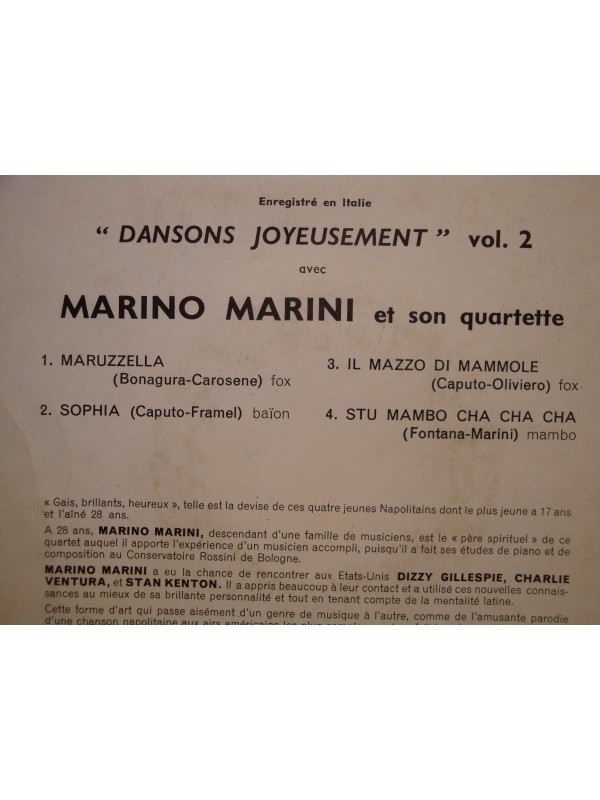 Enregistré en Italie
“ DANSONS JOYEUSEMENT ” vol. 2
avec
MARINO MARINI et son quartette
1. MARUZZELLA
(Bonagura-Carosene) fox
2. SOPHIA (Caputo-Framel) baïon
3. IL MAZZO DI MAMMOLE
(Caputo-Oliviero) fox
4. STU MAMBO CHA CHA CHA
(Fontana-Marini) mambo
« Gais, brillants, heureux », telle est la devise de ces quatre jeunes Napolitains dont le plus jeune a 17 ans
et l'aîné 28 ans.
A 28 ans, MARINO MARINI, descendant d'une famille de musiciens, est le « père spirituel » de ce
quartet auquel il apporte l'expérience d'un musicien accompli, puisqu'il a fait ses études de piano et de
composition au Conservatoire Rossini de Bologne.
MARINO MARINI a eu la chance de rencontrer aux Etats-Unis DIZZY GILLESPIE, CHARLIE
VENTURA, et STAN KENTON. Il a appris beaucoup à leur contact et a utilisé ces nouvelles connais-
sances au mieux de sa brillante personnalité et tout en tenant compte de la mentalité latine.
Cette forme d'art qui passe aisément d'un genre de musique à l'autre, comme de l'amusante parodie
d'une chanson napolitaine aux airs américains les plus